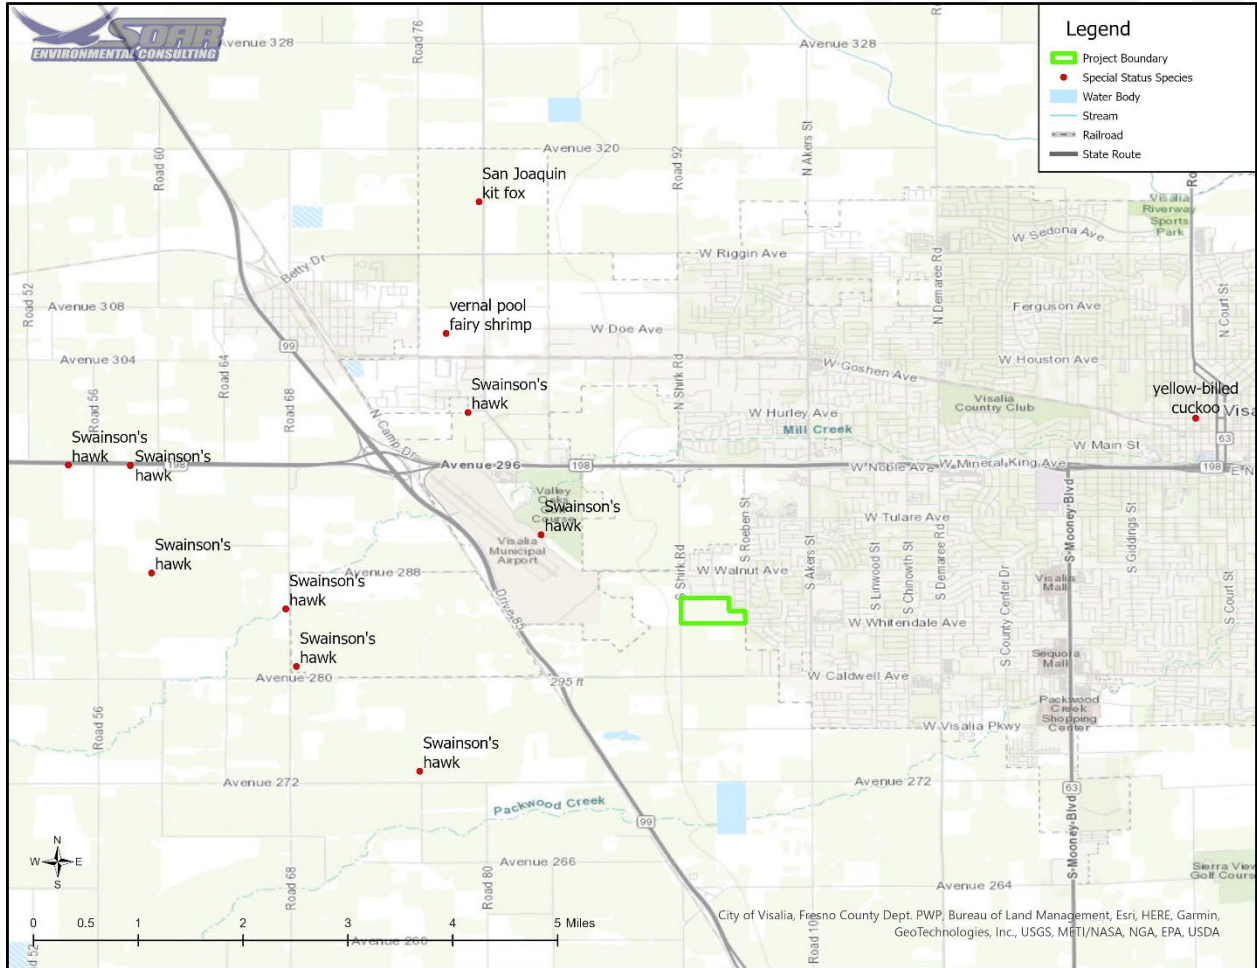 SOAR
ENVIRONMENTAL CONSULTING
Legend
Project Boundary
Special Status Species
Water Body
Stream
Railroad
State Route
Avenue 328
Road 76
Avenue 328
Avenue 320
Road 60
Road 92
N Akers St
San Joaquin
kit fox
Visalia
Riverway
Sports
Park
W Sedona Ave
W Riggin Ave
Betty Dr
Road 52
Avenue 308
N Demaree Rd
Ferguson Ave
N Court St
vernal pool
fairy shrimp
W Doe Ave
99
Avenue 304
Road 64
W Houston Ave
W Goshen Ave
Road 56
Road 68
N Shirk Rd
Swainson's
hawk
yellow-billed
cuckoo
Visalia
Country Club
W Hurley Ave
Mill Creek
N Camp Dr
63
W Main St
Swainson's
hawk
Swainson's
hawk
198
Avenue 296
198
W Noble Ave
W Mineral King Ave
198
Valley
Oaks
Golf
Course
Swainson's
hawk
W Tulare Ave
S Mooney Blvd
S Giddings St
Visalia
Municipal
Airport
S Shirk Rd
S Roeben St
S Akers St
S Linwood St
S Chinowth St
S Demaree Rd
S County Center Dr
S Court St
Swainson's
hawk
Avenue 288
W Walnut Ave
Visalia
Mall
Swainson's
hawk
Drive 85
W Whitendale Ave
Swainson's
hawk
Avenue 280
295 ft
W Caldwell Ave
Sequoia
Mall
Packwood
Creek
Shopping
Center
Road 56
W Visalia Pkwy
Swainson's
hawk
Avenue 272
Avenue 272
63
Packwood Creek
99
S Mooney Blvd
N
W
E
S
Avenue 266
Road 68
Road 80
Avenue 264
Sierra View
Golf Cours
0
0.5
1
2
3
4
5 Miles
Avenue 260
City of Visalia, Fresno County Dept. PWP, Bureau of Land Management, Esri, HERE, Garmin,
GeoTechnologies, Inc., USGS, METI/NASA, NGA, EPA, USDA